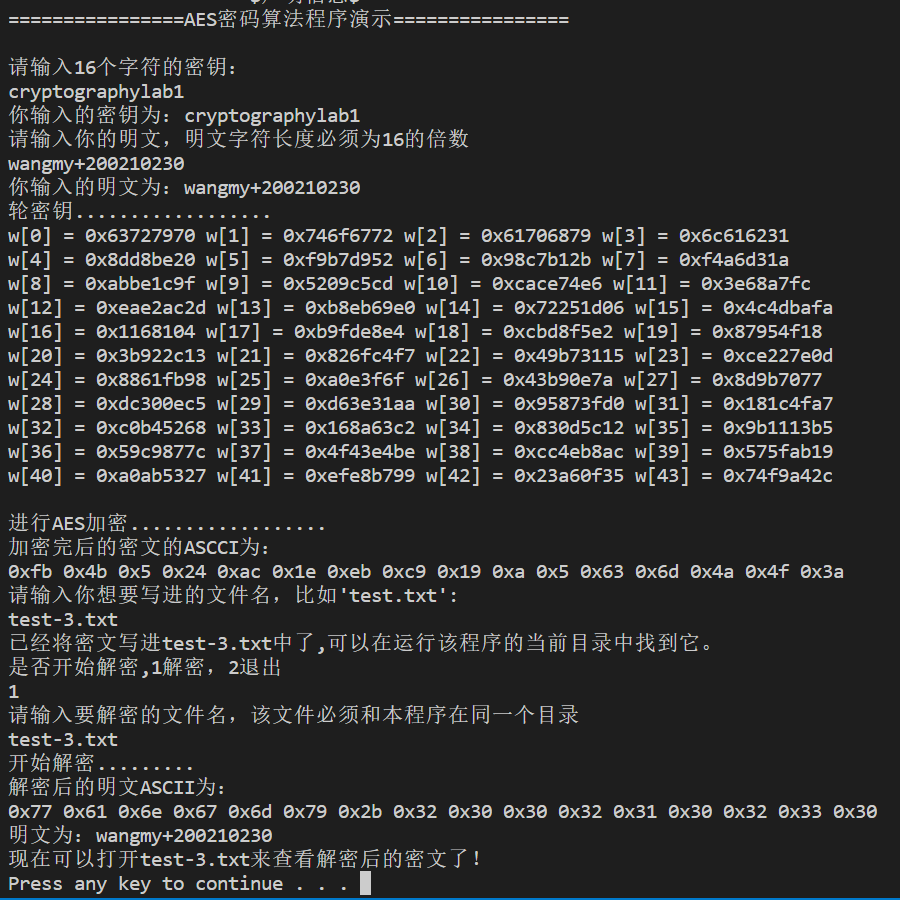 ================AES密码算法程序演示================
请输入16个字符的密钥：
cryptographylab1
你输入的密钥为：cryptographylab1
请输入你的明文，明文字符长度必须为16的倍数
wangmy+200210230
你输入的明文为：wangmy+200210230
轮密钥..................
w[0] = 0x63727970 w[1] = 0x746f6772 w[2] = 0x61706879 w[3] = 0x6c616231
w[4] = 0x8dd8be20 w[5] = 0xf9b7d952 w[6] = 0x98c7b12b w[7] = 0xf4a6d31a
w[8] = 0xabbe1c9f w[9] = 0x5209c5cd w[10] = 0xcace74e6 w[11] = 0x3e68a7fc
w[12] = 0xeae2ac2d w[13] = 0xb8eb69e0 w[14] = 0x72251d06 w[15] = 0x4c4dbafa
w[16] = 0x1168104 w[17] = 0xb9fde8e4 w[18] = 0xcbd8f5e2 w[19] = 0x87954f18
w[20] = 0x3b922c13 w[21] = 0x826fc4f7 w[22] = 0x49b73115 w[23] = 0xce227e0d
w[24] = 0x8861fb98 w[25] = 0xa0e3f6f w[26] = 0x43b90e7a w[27] = 0x8d9b7077
w[28] = 0xdc300ec5 w[29] = 0xd63e31aa w[30] = 0x95873fd0 w[31] = 0x181c4fa7
w[32] = 0xc0b45268 w[33] = 0x168a63c2 w[34] = 0x830d5c12 w[35] = 0x9b1113b5
w[36] = 0x59c9877c w[37] = 0x4f43e4be w[38] = 0xcc4eb8ac w[39] = 0x575fab19
w[40] = 0xa0ab5327 w[41] = 0xefe8b799 w[42] = 0x23a60f35 w[43] = 0x74f9a42c
进行AES加密..................
加密完后的密文的ASCCI为：
0xfb 0x4b 0x5 0x24 0xac 0x1e 0xeb 0xc9 0x19 0xa 0x5 0x63 0x6d 0x4a 0x4f 0x3a
请输入你想要写进的文件名，比如'test.txt':
test-3.txt
已经将密文写进test-3.txt中了,可以在运行该程序的当前目录中找到它。
是否开始解密,1解密，2退出
1
请输入要解密的文件名，该文件必须和本程序在同一个目录
test-3.txt
开始解密.........
解密后的明文ASCII为：
0x77 0x61 0x6e 0x67 0x6d 0x79 0x2b 0x32 0x30 0x30 0x32 0x31 0x30 0x32 0x33 0x30
明文为：wangmy+200210230
现在可以打开test-3.txt来查看解密后的密文了！
Press any key to continue . . .